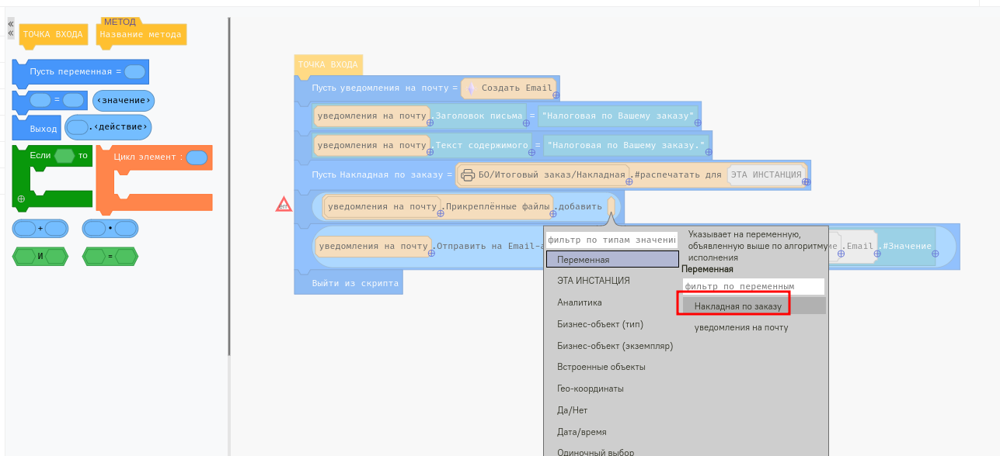 «
«
ТОЧКА ВХОДА
МЕТОД
Название метода
Пусть переменная =
=
‹значение›
Выход
.‹действие›
Если то
Цикл элемент :
+
•
И
=
ТОЧКА ВХОДА
Пусть уведомления на почту = Создать Email
уведомления на почту .Заголовок письма = "Налоговая по Вашему заказу"
уведомления на почту .Текст содержимого = "Налоговая по Вашему заказу."
Пусть Накладная по заказу = БО/Итоговый заказ/Накладная .#распечатать для ЭТА ИНСТАНЦИЯ
err
уведомления на почту .Прикреплённые файлы .добавить
уведомления на почту .Отправить на Email-а
ме .Email .#Значение
Выйти из скрипта
фильтр по типам значени
Переменная
ЭТА ИНСТАНЦИЯ
Аналитика
Бизнес-объект (тип)
Бизнес-объект (экземпляр)
Встроенные объекты
Гео-координаты
Да/Нет
Дата/время
Одиночный выбор
Указывает на переменную,
объявленную выше по алгоритму
исполнения
Переменная
фильтр по переменным
Накладная по заказу
уведомления на почту